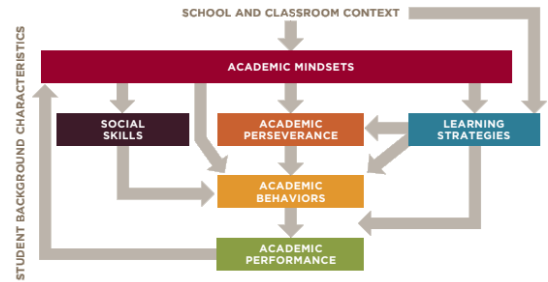 SCHOOL AND CLASSROOM CONTEXT
STUDENT BACKGROUND CHARACTERISTICS
ACADEMIC MINDSETS
SOCIAL
SKILLS
ACADEMIC
PERSEVERANCE
LEARNING
STRATEGIES
ACADEMIC
BEHAVIORS
ACADEMIC
PERFORMANCE